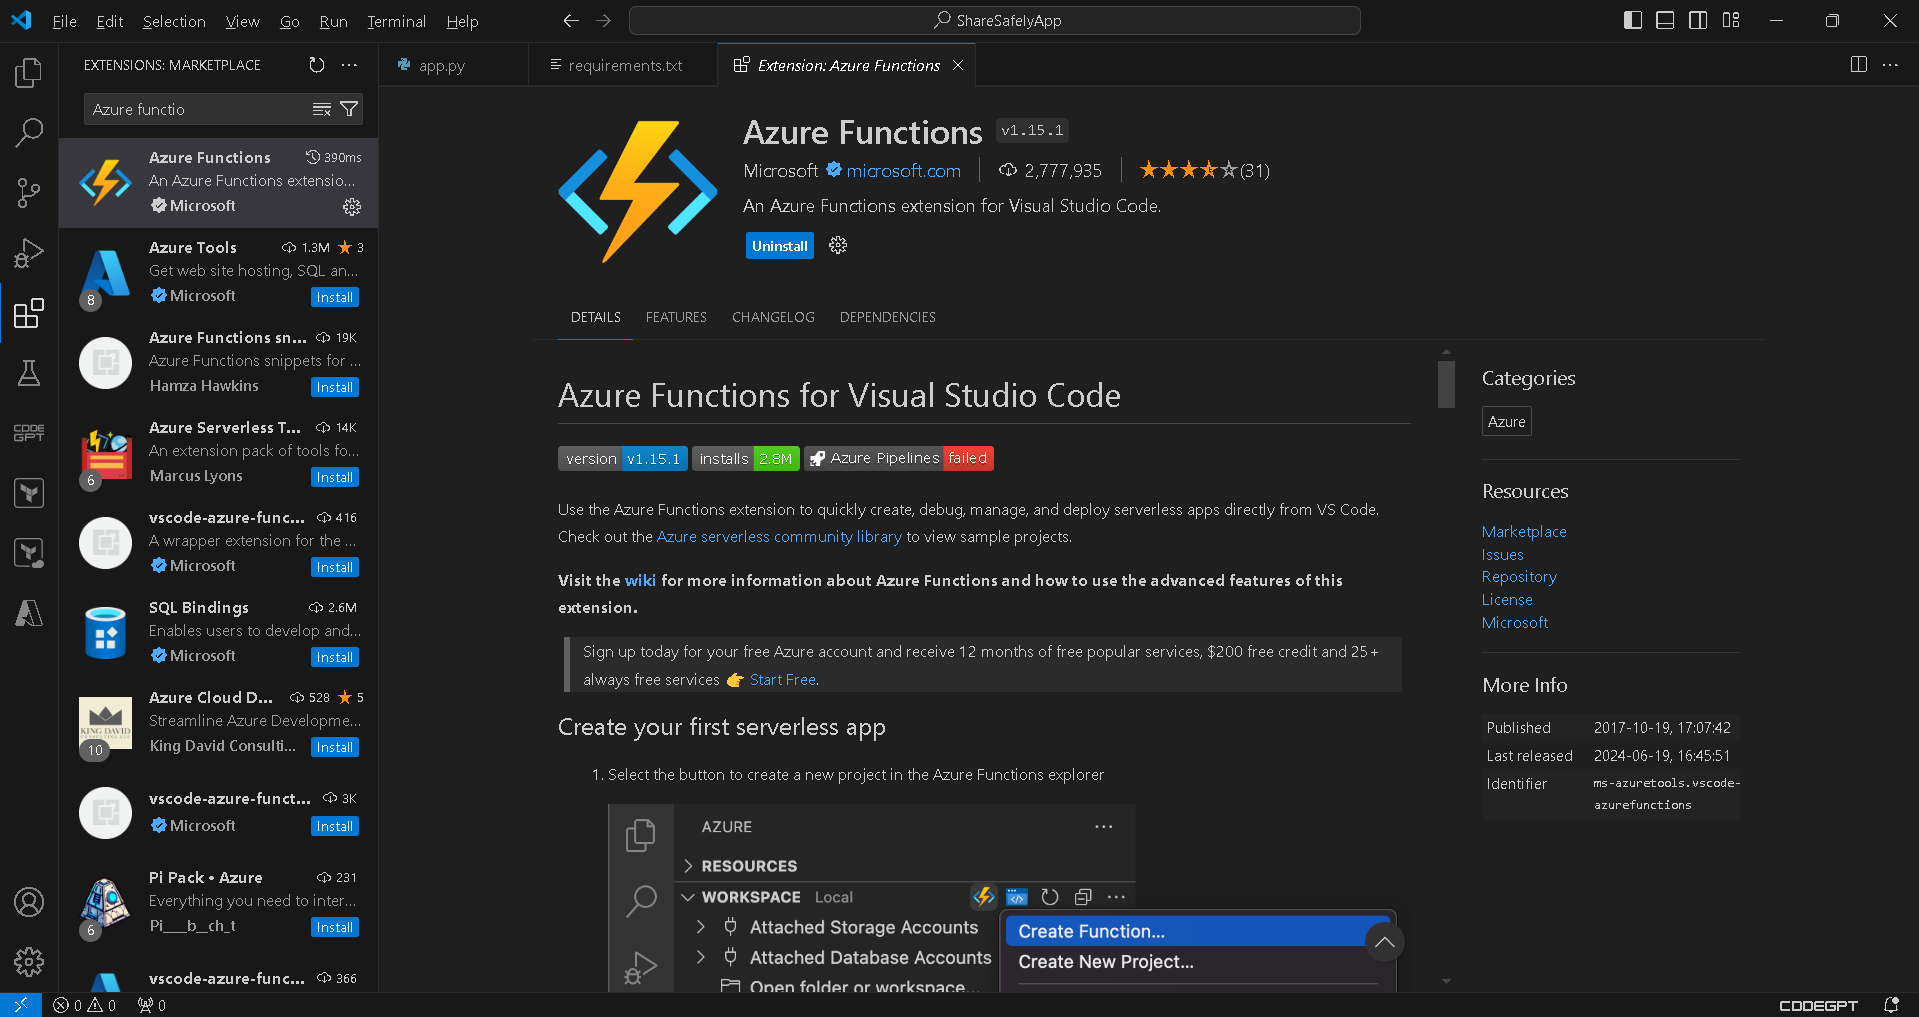 File Edit Selection View Go Run Terminal Help
ShareSafelyApp
EXTENSIONS: MARKETPLACE
Azure functio
Azure Functions 390ms
An Azure Functions extensio...
Microsoft
Azure Tools 1.3M 3
Get web site hosting, SQL an...
8
Microsoft Install
Azure Functions sn... 19K
Azure Functions snippets for ...
Hamza Hawkins Install
Azure Serverless T... 14K
An extension pack of tools fo...
6
Marcus Lyons Install
vscode-azure-func... 416
A wrapper extension for the ...
Microsoft Install
SQL Bindings 2.6M
Enables users to develop and...
Microsoft Install
Azure Cloud D... 528 5
Streamline Azure Developme...
KING DAVID
10
King David Consulti... Install
vscode-azure-funct... 3K
Microsoft Install
Pi Pack • Azure 231
Everything you need to inter...
6
Pi___b__ch_t Install
vscode-azure-func... 366
CODE
GPT
app.py requirements.txt Extension: Azure Functions
Azure Functions v1.15.1
Microsoft microsoft.com 2,777,935 (31)
An Azure Functions extension for Visual Studio Code.
Uninstall
DETAILS FEATURES CHANGELOG DEPENDENCIES
Azure Functions for Visual Studio Code
version v1.15.1 installs 2.8M Azure Pipelines failed
Use the Azure Functions extension to quickly create, debug, manage, and deploy serverless apps directly from VS Code.
Check out the Azure serverless community library to view sample projects.
Visit the wiki for more information about Azure Functions and how to use the advanced features of this
extension.
Sign up today for your free Azure account and receive 12 months of free popular services, $200 free credit and 25+
always free services 👉 Start Free.
Create your first serverless app
1. Select the button to create a new project in the Azure Functions explorer
AZURE ...
RESOURCES
WORKSPACE Local
Attached Storage Accounts
Attached Database Accounts
Open folder or workspace...
Create Function...
Create New Project...
Categories
Azure
Resources
Marketplace
Issues
Repository
License
Microsoft
More Info
Published 2017-10-19, 17:07:42
Last released 2024-06-19, 16:45:51
Identifier ms-azuretools.vscode-
azurefunctions
0 0 0
CODEGPT